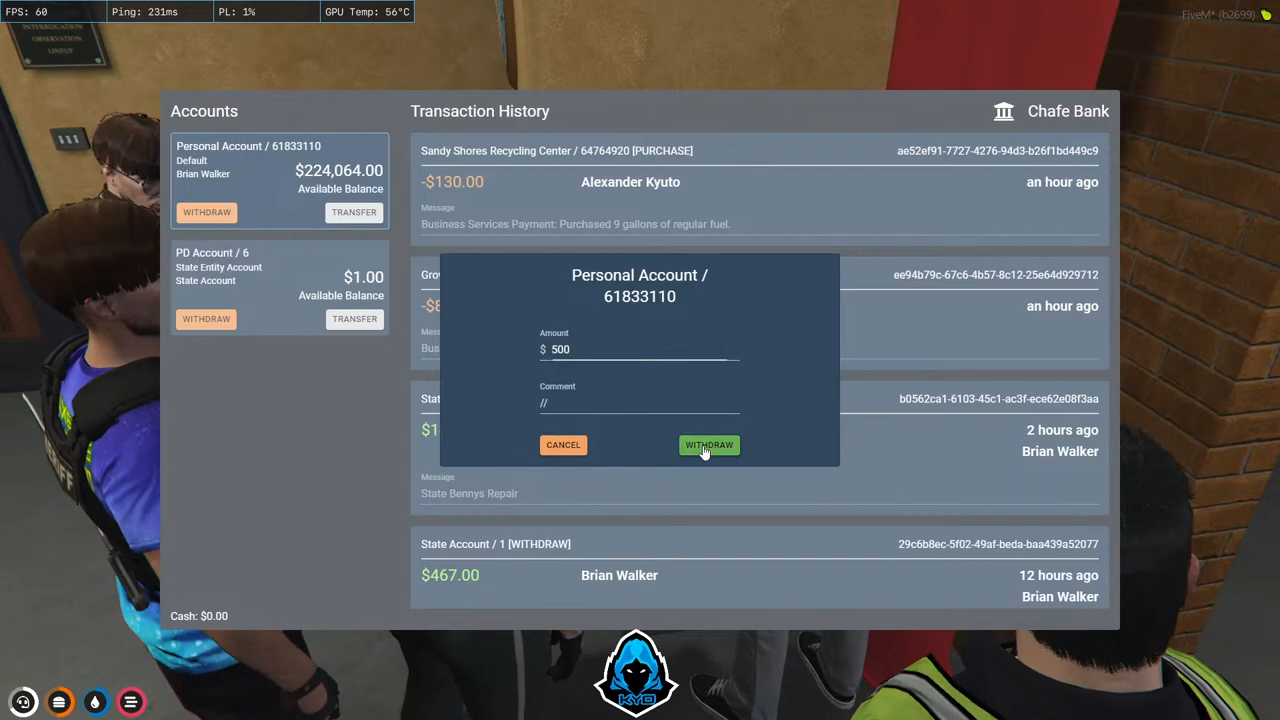 FPS: 60
Ping: 231ms
PL: 1%
GPU Temp: 56°C
FiveM* (b2699)
INTERROGATION
OBSERVATION
LINEUP
Accounts
Transaction History
Chafe Bank
Personal Account / 61833110
Default
Brian Walker
$224,064.00
Available Balance
WITHDRAW
TRANSFER
PD Account / 6
State Entity Account
State Account
$1.00
Available Balance
WITHDRAW
TRANSFER
Cash: $0.00
Sandy Shores Recycling Center / 64764920 [PURCHASE]
ae52ef91-7727-4276-94d3-b26f1bd449c9
-$130.00
Alexander Kyuto
an hour ago
Message
Business Services Payment: Purchased 9 gallons of regular fuel.
ee94b79c-67c6-4b57-8c12-25e64d929712
an hour ago
Personal Account /
61833110
Amount
$ 500
Comment
//
CANCEL
WITHDRAW
b0562ca1-6103-45c1-ac3f-ece62e08f3aa
2 hours ago
Brian Walker
Message
State Bennys Repair
State Account / 1 [WITHDRAW]
29c6b8ec-5f02-49af-beda-baa439a52077
$467.00
Brian Walker
12 hours ago
Brian Walker
KYO